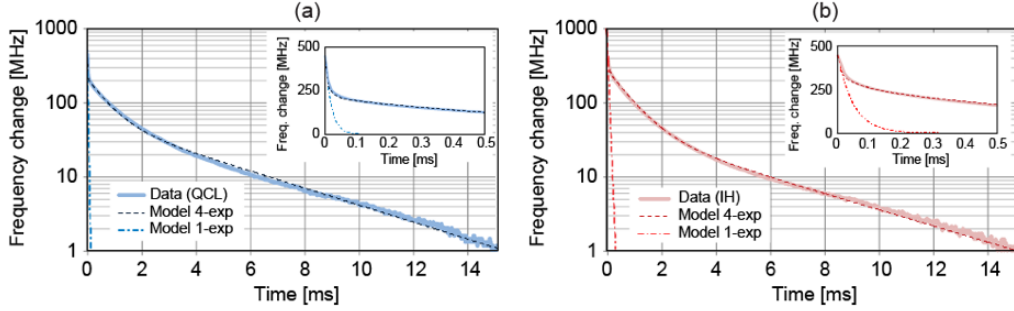 (a)
Frequency change [MHz]
1000
100
10
1
0
2
4
6
8
10
12
14
Time [ms]
Data (QCL)
Model 4-exp
Model 1-exp
Freq. change [MHz]
500
250
0
0
0.1
0.2
0.3
0.4
0.5
Time [ms]
(b)
Frequency change [MHz]
1000
100
10
1
0
2
4
6
8
10
12
14
Time [ms]
Data (IH)
Model 4-exp
Model 1-exp
Freq. change [MHz]
500
250
0
0
0.1
0.2
0.3
0.4
0.5
Time [ms]